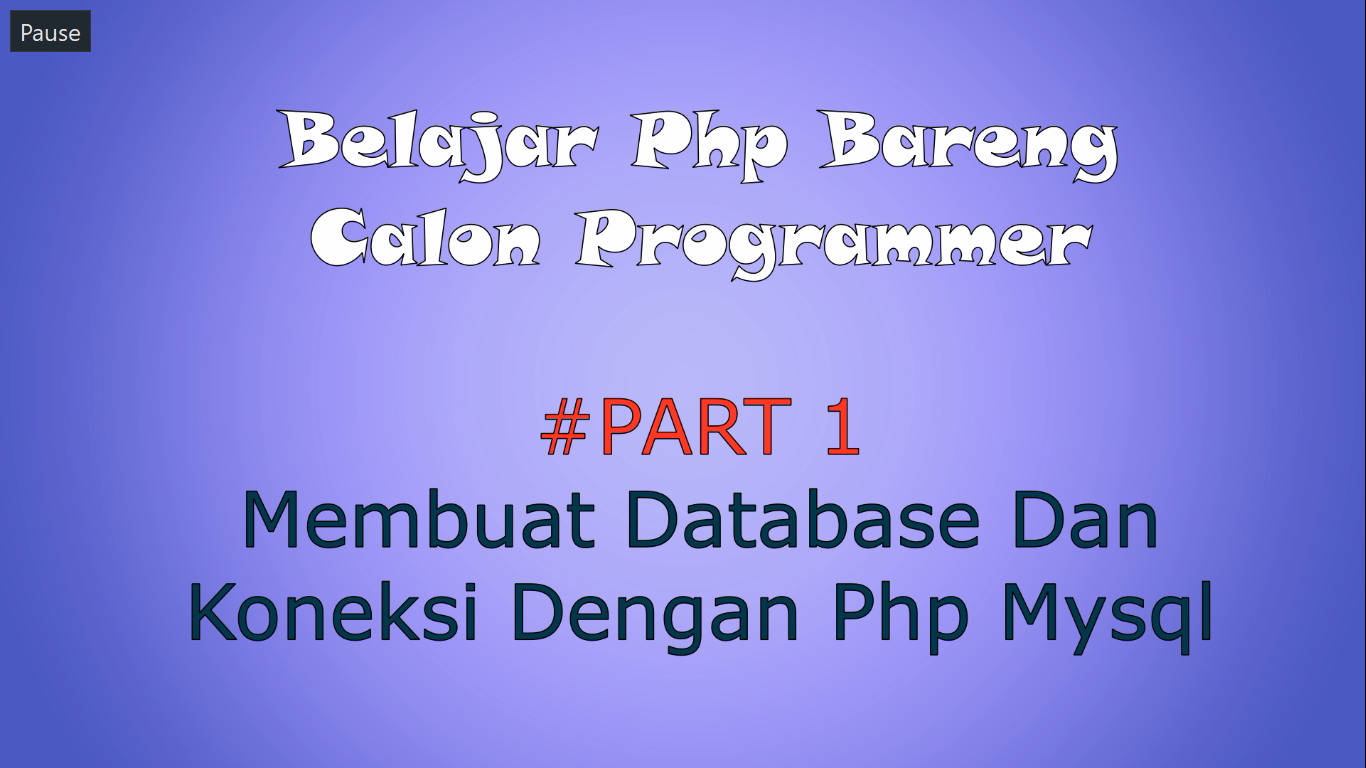 Pause
Belajar Php Bareng
Calon Programmer
#PART 1
Membuat Database Dan
Koneksi Dengan Php Mysql